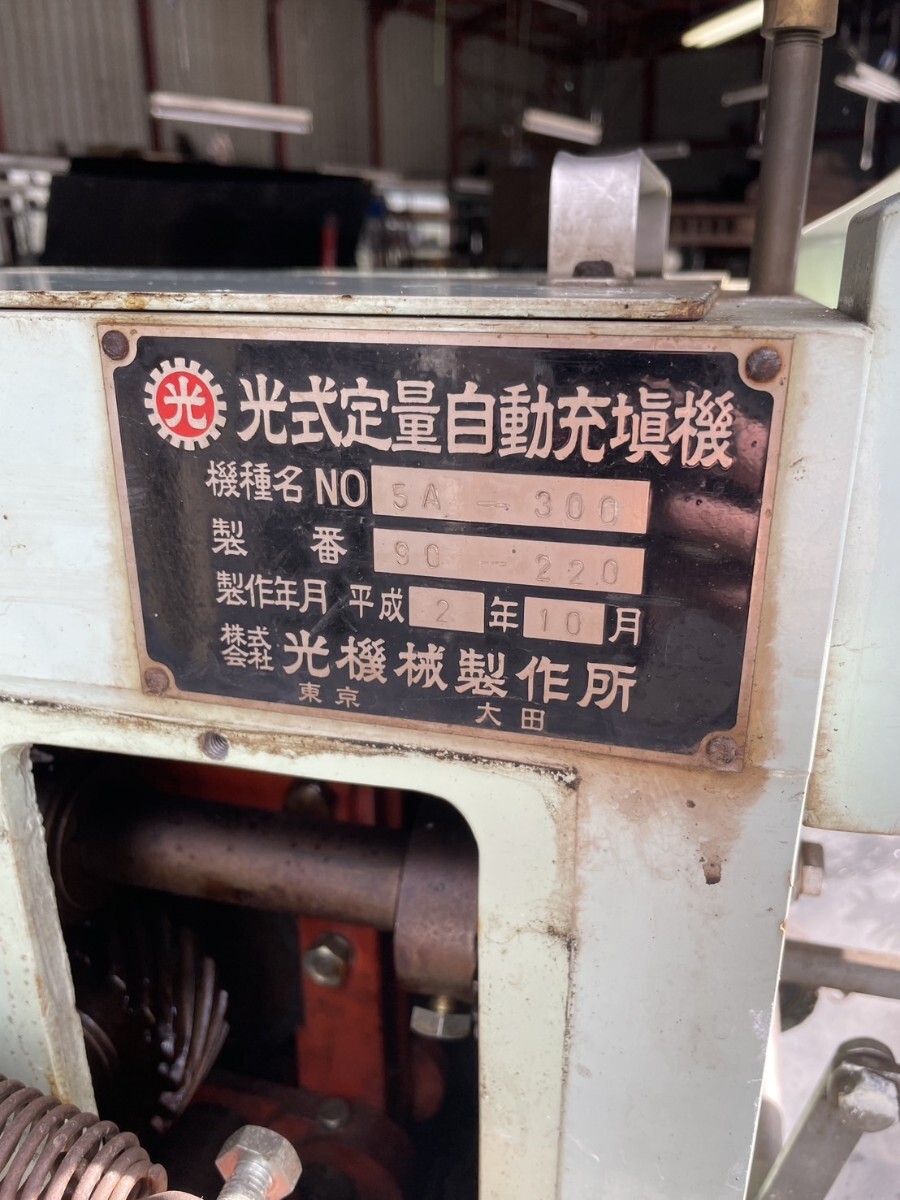 光 光式定量自動充塡機
機種名 NO 5A — 300
製番 90 — 220
製作年月 平成 2 年 10 月
株式会社 光機械製作所
東京 大田